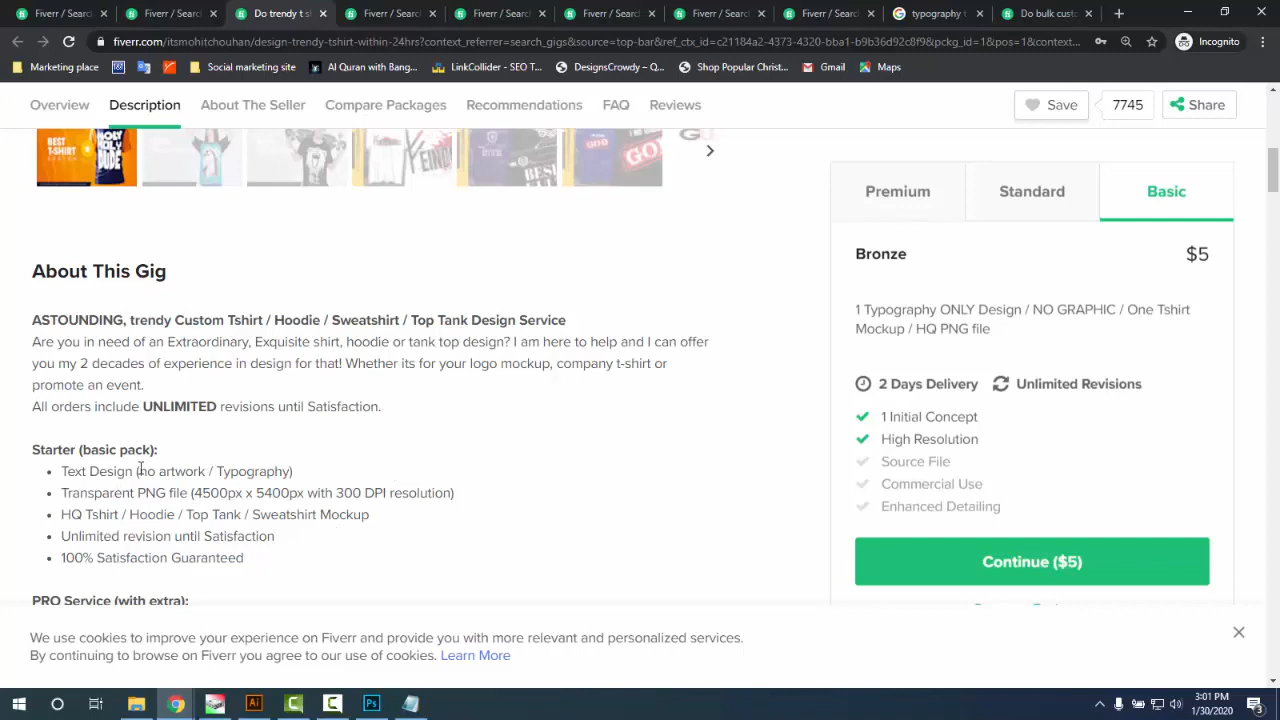 Fiverr / Sear
Fiverr / Searc
Do trendy t s
Fiverr / Searc
Fiverr / Searc
Fiverr / Searc
Fiverr / Searc
Fiverr / Searc
typography t
Do bulk cust
fiverr.com/itsmohitchouhan/design-trendy-tshirt-within-24hrs?context_referrer=search_gigs&source=top-bar&ref_ctx_id=c21184a2-4373-4320-bba1-b9b36d92c8f9&pckg_id=1&pos=1&context...
Incognito
Marketing place
Social marketing site
Al Quran with Bang...
LinkCollider - SEO T...
DesignsCrowdy – Q...
Shop Popular Christ...
Gmail
Maps
Overview
Description
About The Seller
Compare Packages
Recommendations
FAQ
Reviews
Save
7745
Share
BEST
T-SHIRT
HOLY
MOLY
DUDE
GOOD
Premium
Standard
Basic
Bronze
$5
1 Typography ONLY Design / NO GRAPHIC / One Tshirt
Mockup / HQ PNG file
2 Days Delivery
Unlimited Revisions
1 Initial Concept
High Resolution
Source File
Commercial Use
Enhanced Detailing
Continue ($5)
About This Gig
ASTOUNDING, trendy Custom Tshirt / Hoodie / Sweatshirt / Top Tank Design Service
Are you in need of an Extraordinary, Exquisite shirt, hoodie or tank top design? I am here to help and I can offer
you my 2 decades of experience in design for that! Whether its for your logo mockup, company t-shirt or
promote an event.
All orders include UNLIMITED revisions until Satisfaction.
Starter (basic pack):
Text Design (no artwork / Typography)
Transparent PNG file (4500px x 5400px with 300 DPI resolution)
HQ Tshirt / Hoodie / Top Tank / Sweatshirt Mockup
Unlimited revision until Satisfaction
100% Satisfaction Guaranteed
PRO Service (with extra):
We use cookies to improve your experience on Fiverr and provide you with more relevant and personalized services.
By continuing to browse on Fiverr you agree to our use of cookies. Learn More
3:01 PM
1/30/2020